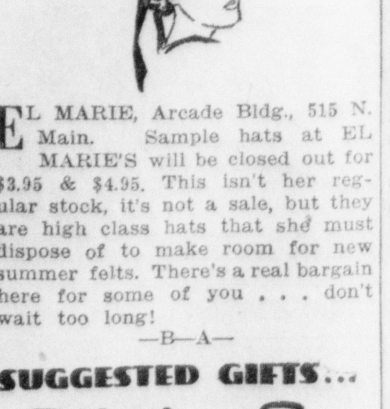 EL MARIE, Arcade Bldg., 515 N.
Main. Sample hats at EL
MARIE'S will be closed out for
$3.95 & $4.95. This isn't her reg-
ular stock, it's not a sale, but they
are high class hats that she must
dispose of to make room for new
summer felts. There's a real bargain
here for some of you . . . don't
wait too long!
—B—A—
SUGGESTED GIFTS...